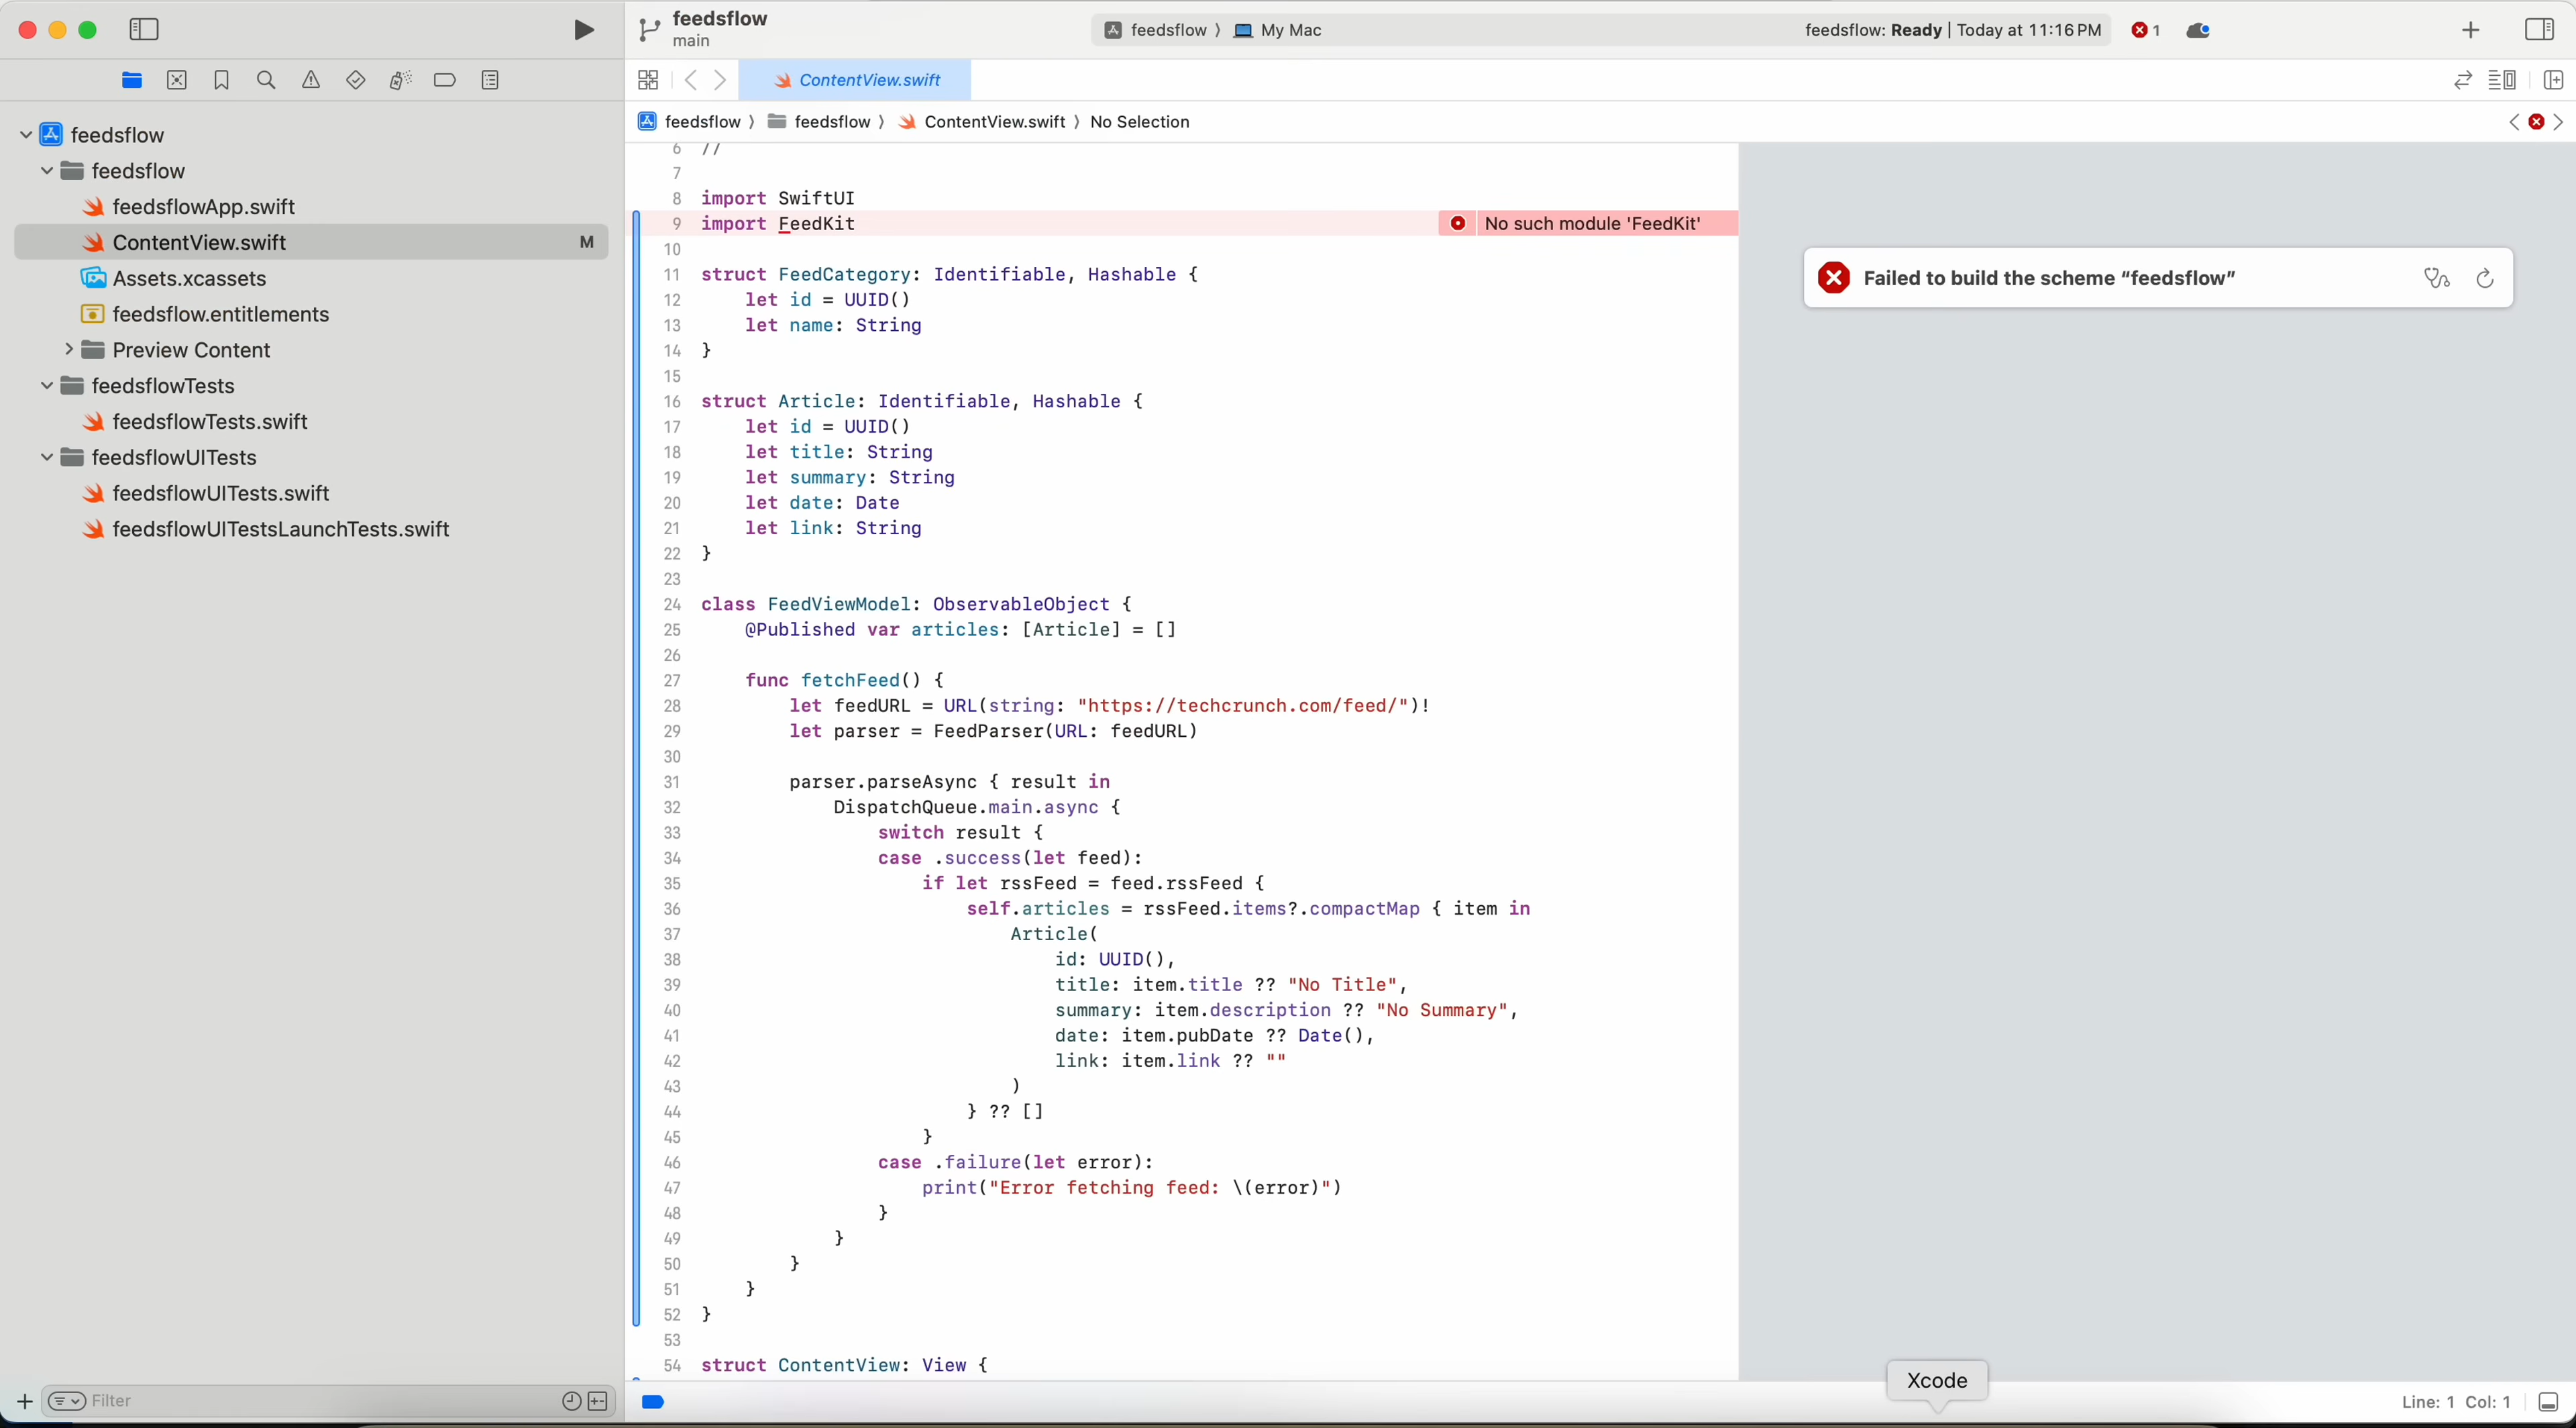 feedsflow
main
feedsflow 〉 My Mac
feedsflow: Ready | Today at 11:16 PM
1
ContentView.swift
feedsflow 〉 feedsflow 〉 ContentView.swift 〉 No Selection
feedsflow
feedsflow
feedsflowApp.swift
ContentView.swift M
Assets.xcassets
feedsflow.entitlements
Preview Content
feedsflowTests
feedsflowTests.swift
feedsflowUITests
feedsflowUITests.swift
feedsflowUITestsLaunchTests.swift
Filter
6 //
7
8 import SwiftUI
9 import FeedKit
No such module 'FeedKit'
10
11 struct FeedCategory: Identifiable, Hashable {
12     let id = UUID()
13     let name: String
14 }
15
16 struct Article: Identifiable, Hashable {
17     let id = UUID()
18     let title: String
19     let summary: String
20     let date: Date
21     let link: String
22 }
23
24 class FeedViewModel: ObservableObject {
25     @Published var articles: [Article] = []
26
27     func fetchFeed() {
28         let feedURL = URL(string: "https://techcrunch.com/feed/")!
29         let parser = FeedParser(URL: feedURL)
30
31         parser.parseAsync { result in
32             DispatchQueue.main.async {
33                 switch result {
34                 case .success(let feed):
35                     if let rssFeed = feed.rssFeed {
36                         self.articles = rssFeed.items?.compactMap { item in
37                             Article(
38                                 id: UUID(),
39                                 title: item.title ?? "No Title",
40                                 summary: item.description ?? "No Summary",
41                                 date: item.pubDate ?? Date(),
42                                 link: item.link ?? ""
43                             )
44                         } ?? []
45                     }
46                 case .failure(let error):
47                     print("Error fetching feed: \(error)")
48                 }
49             }
50         }
51     }
52 }
53
54 struct ContentView: View {
Failed to build the scheme “feedsflow”
Xcode
Line: 1 Col: 1